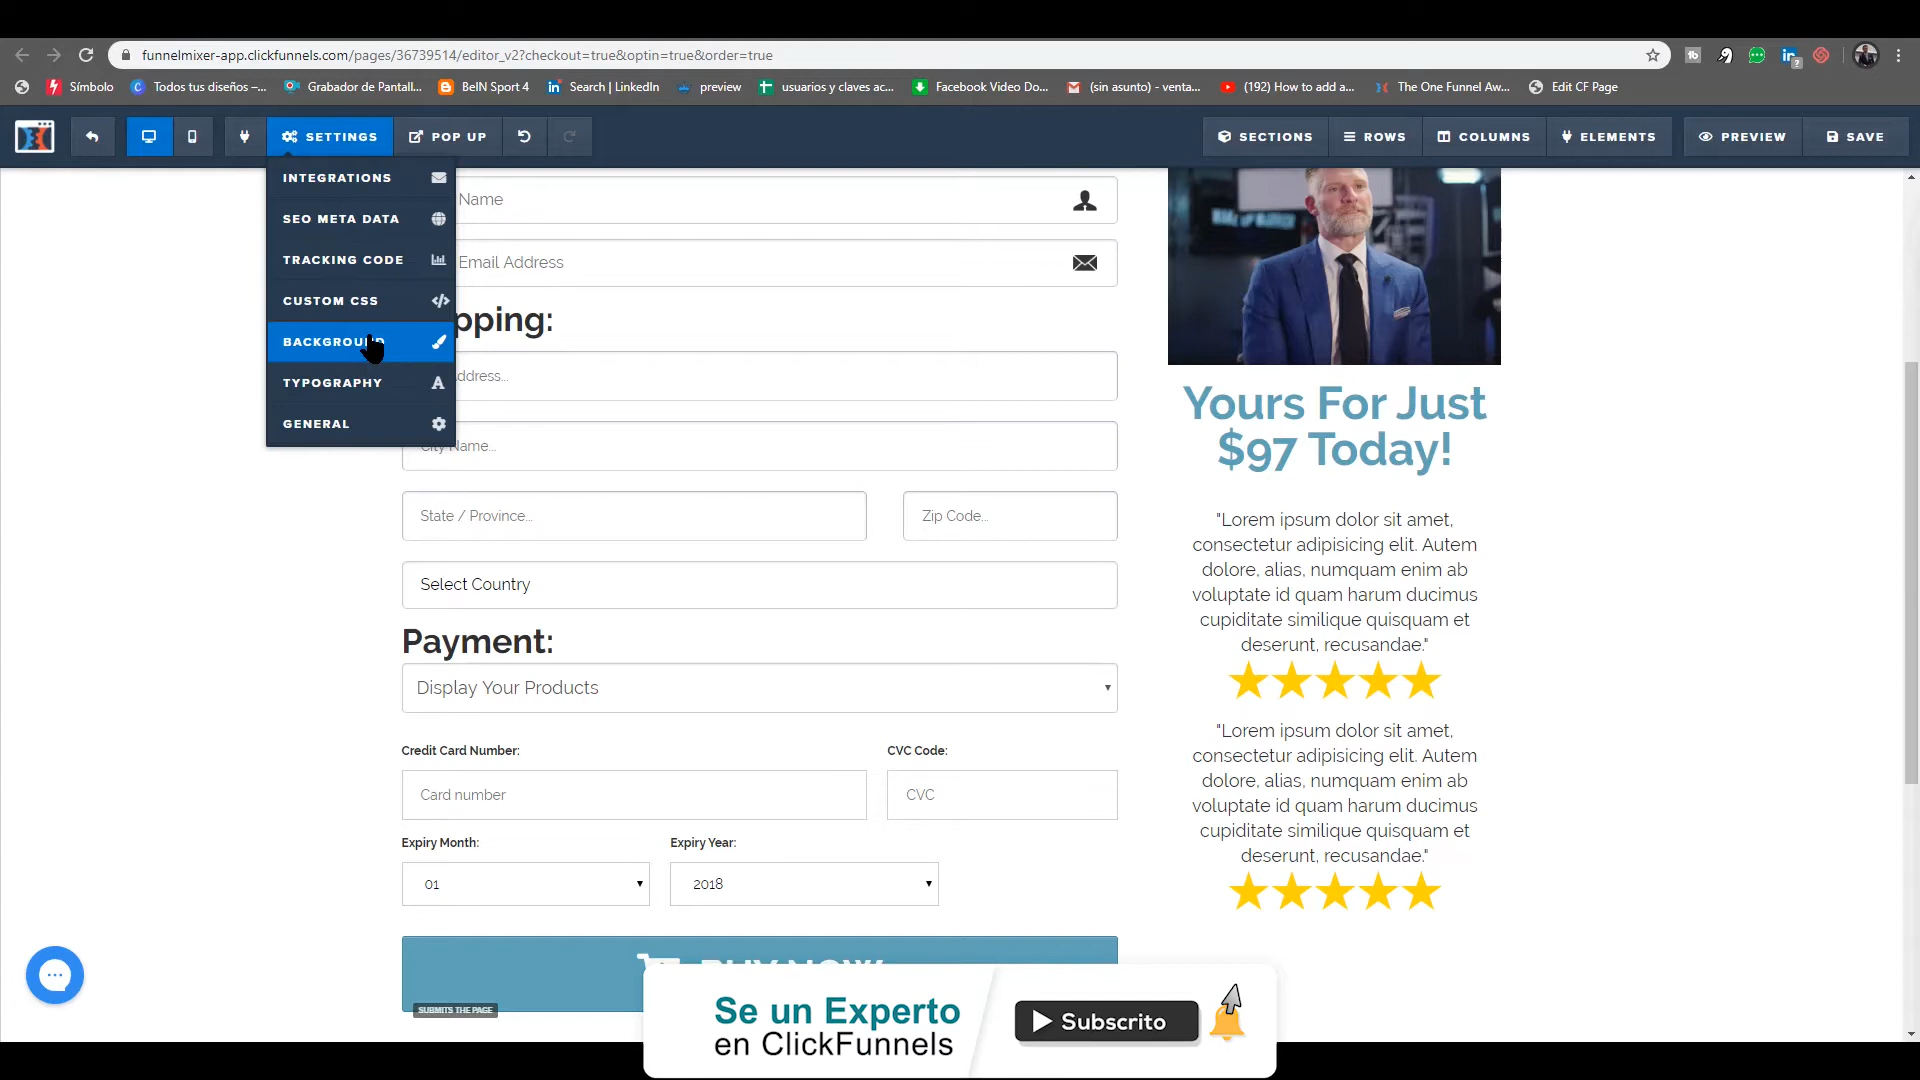 funnelmixer-app.clickfunnels.com/pages/36739514/editor_v2?checkout=true&optin=true&order=true
Símbolo
Todos tus diseños –...
Grabador de Pantall...
BeIN Sport 4
Search | LinkedIn
preview
usuarios y claves ac...
Facebook Video Do...
(sin asunto) - venta...
(192) How to add a...
The One Funnel Aw...
Edit CF Page
SETTINGS
POP UP
SECTIONS
ROWS
COLUMNS
ELEMENTS
PREVIEW
SAVE
INTEGRATIONS
SEO META DATA
TRACKING CODE
CUSTOM CSS
BACKGROUND
TYPOGRAPHY
GENERAL
Name
Email Address
pping:
ddress...
City Name...
State / Province...
Zip Code...
Select Country
Payment:
Display Your Products
Credit Card Number:
CVC Code:
Card number
CVC
Expiry Month:
Expiry Year:
01
2018
BUY NOW
SUBMITS THE PAGE
Yours For Just
$97 Today!
"Lorem ipsum dolor sit amet,
consectetur adipisicing elit. Autem
dolore, alias, numquam enim ab
voluptate id quam harum ducimus
cupiditate similique quisquam et
deserunt, recusandae."
"Lorem ipsum dolor sit amet,
consectetur adipisicing elit. Autem
dolore, alias, numquam enim ab
voluptate id quam harum ducimus
cupiditate similique quisquam et
deserunt, recusandae."
Se un Experto
en ClickFunnels
Subscrito